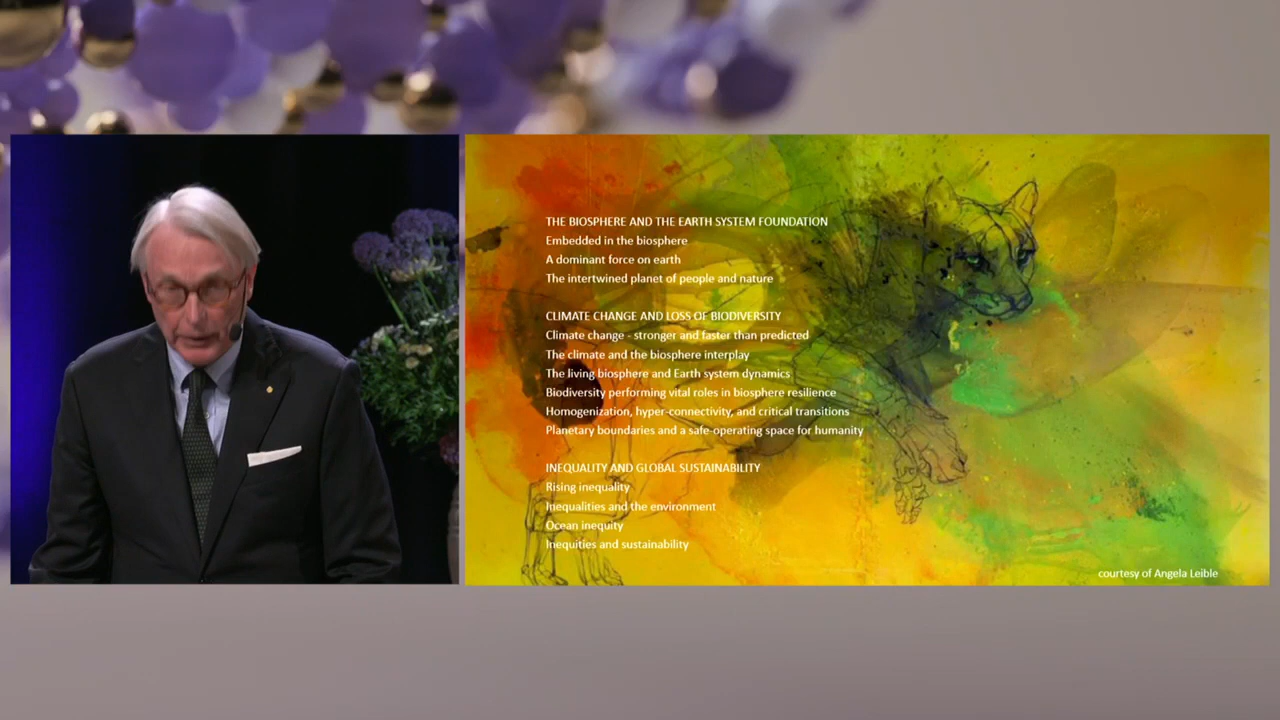 THE BIOSPHERE AND THE EARTH SYSTEM FOUNDATION
Embedded in the biosphere
A dominant force on earth
The intertwined planet of people and nature
CLIMATE CHANGE AND LOSS OF BIODIVERSITY
Climate change - stronger and faster than predicted
The climate and the biosphere interplay
The living biosphere and Earth system dynamics
Biodiversity performing vital roles in biosphere resilience
Homogenization, hyper-connectivity, and critical transitions
Planetary boundaries and a safe-operating space for humanity
INEQUALITY AND GLOBAL SUSTAINABILITY
Rising inequality
Inequalities and the environment
Ocean inequity
Inequities and sustainability
courtesy of Angela Leible